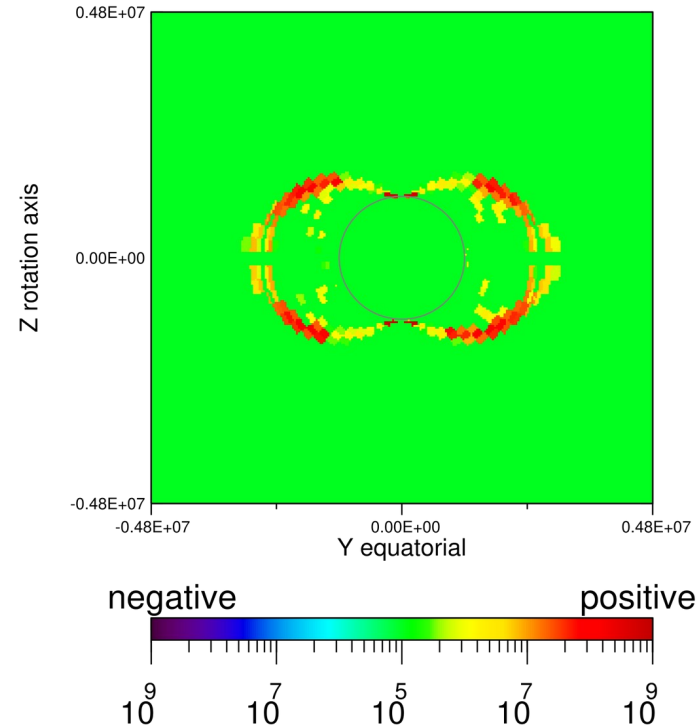 0.48E+07
Z rotation axis
0.00E+00
-0.48E+07
-0.48E+07 0.00E+00 0.48E+07
Y equatorial
negative positive
10^9 10^7 10^5 10^7 10^9